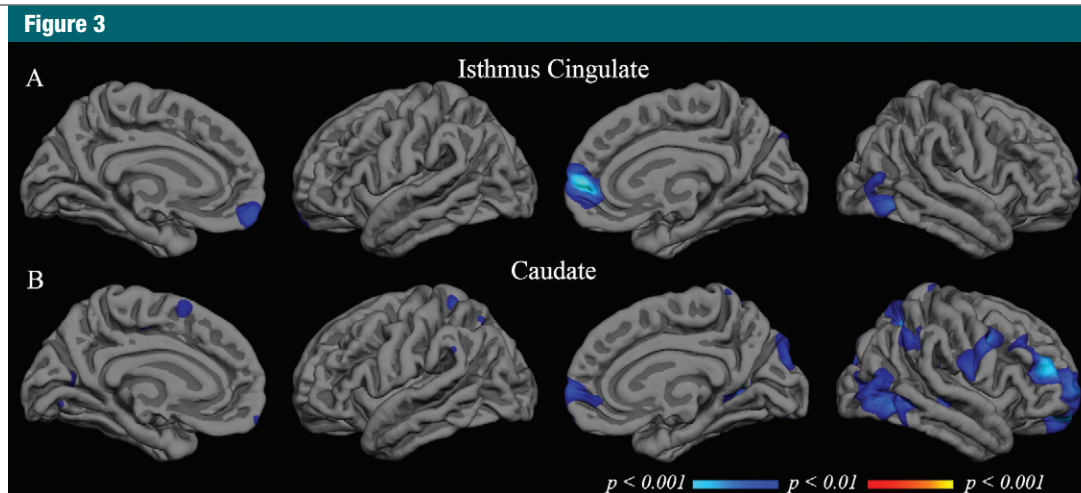 Figure 3
A
Isthmus Cingulate
B
Caudate
p < 0.001 p < 0.01 p < 0.001